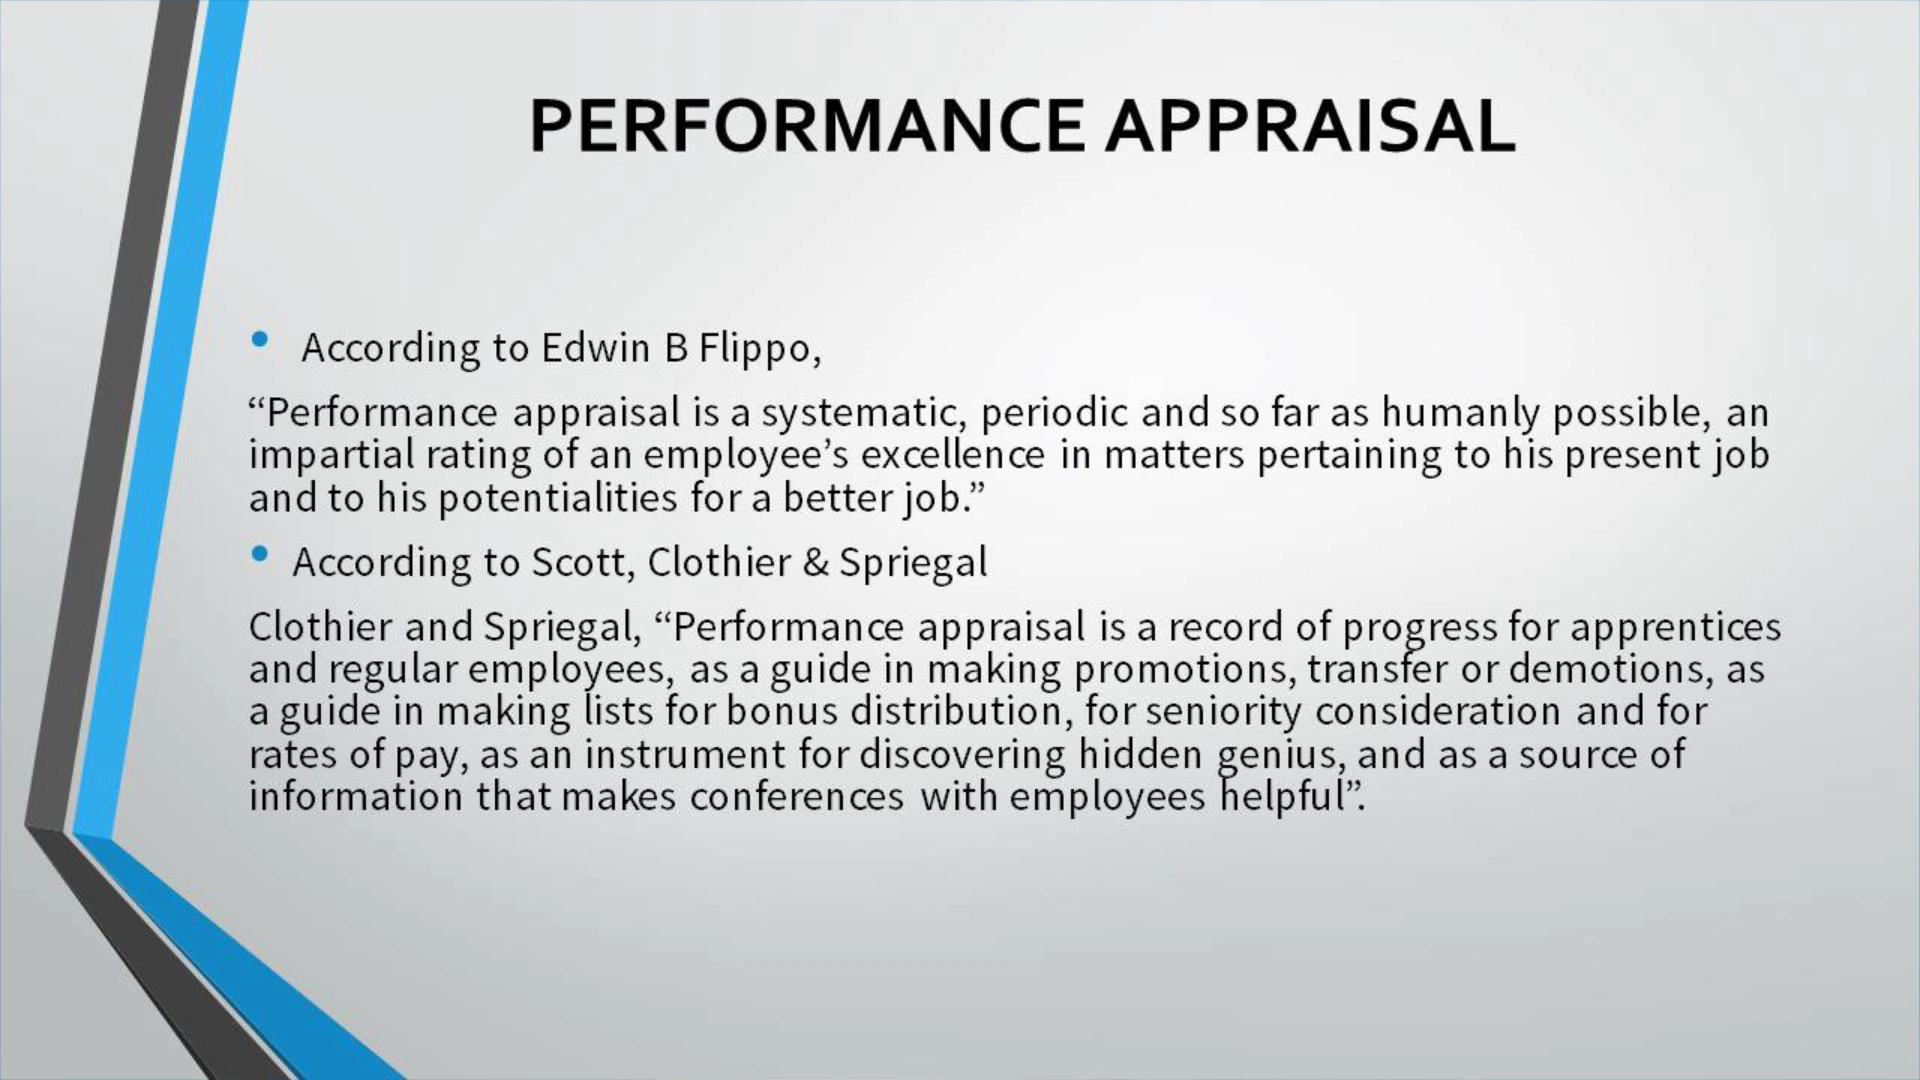 PERFORMANCE APPRAISAL
• According to Edwin B Flippo,
“Performance appraisal is a systematic, periodic and so far as humanly possible, an
impartial rating of an employee’s excellence in matters pertaining to his present job
and to his potentialities for a better job.”
• According to Scott, Clothier & Spriegal
Clothier and Spriegal, “Performance appraisal is a record of progress for apprentices
and regular employees, as a guide in making promotions, transfer or demotions, as
a guide in making lists for bonus distribution, for seniority consideration and for
rates of pay, as an instrument for discovering hidden genius, and as a source of
information that makes conferences with employees helpful”.